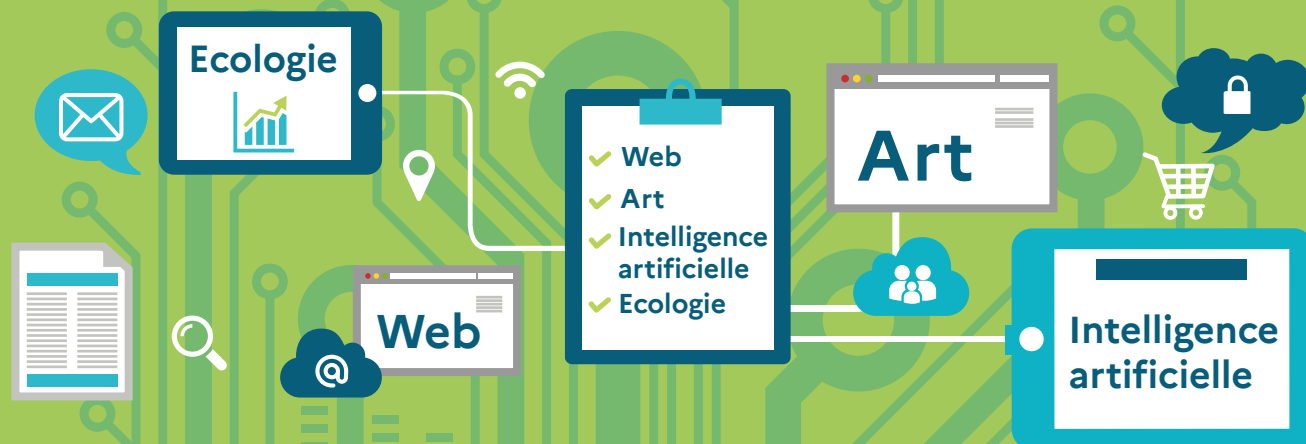 Ecologie
Web
Art
Intelligence
artificielle
Ecologie
Web
@
Art
Intelligence
artificielle